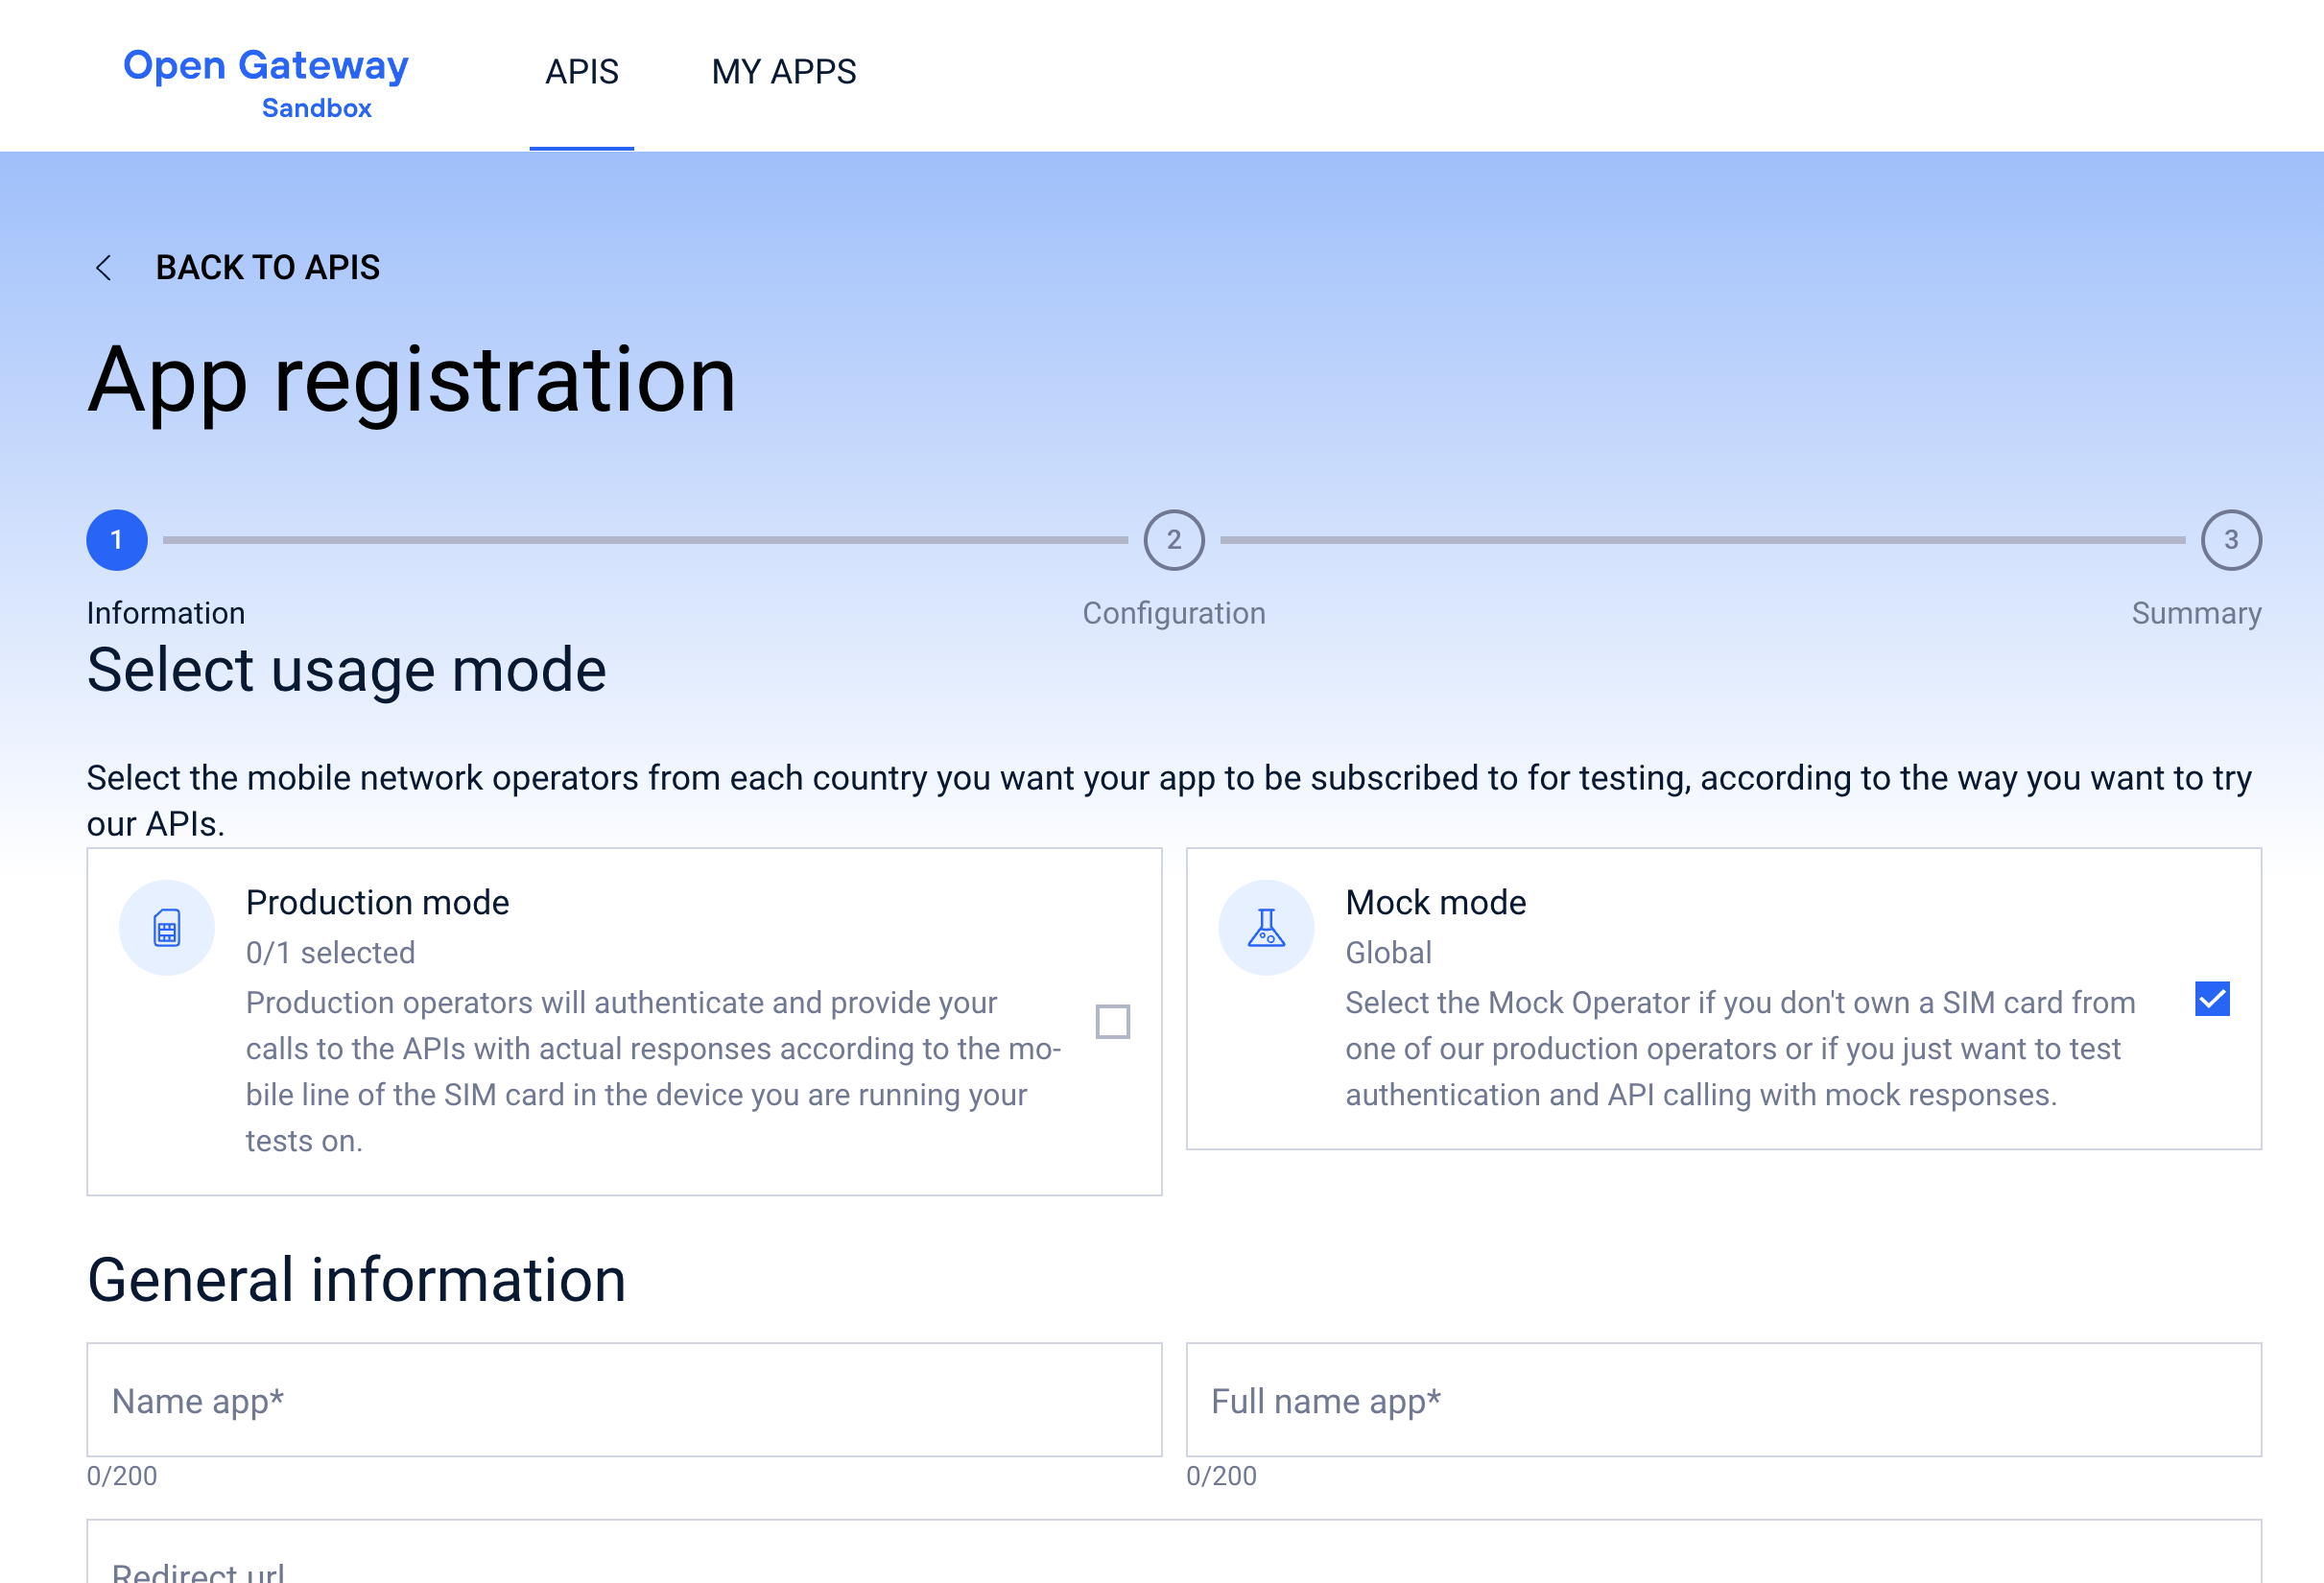 Open Gateway
Sandbox
APIS
MY APPS
BACK TO APIS
App registration
1
2
3
Information
Configuration
Summary
Select usage mode
Select the mobile network operators from each country you want your app to be subscribed to for testing, according to the way you want to try
our APIs.
Production mode
0/1 selected
Production operators will authenticate and provide your
calls to the APIs with actual responses according to the mo-
bile line of the SIM card in the device you are running your
tests on.
Mock mode
Global
Select the Mock Operator if you don't own a SIM card from
one of our production operators or if you just want to test
authentication and API calling with mock responses.
General information
Name app*
0/200
Full name app*
0/200
Redirect url